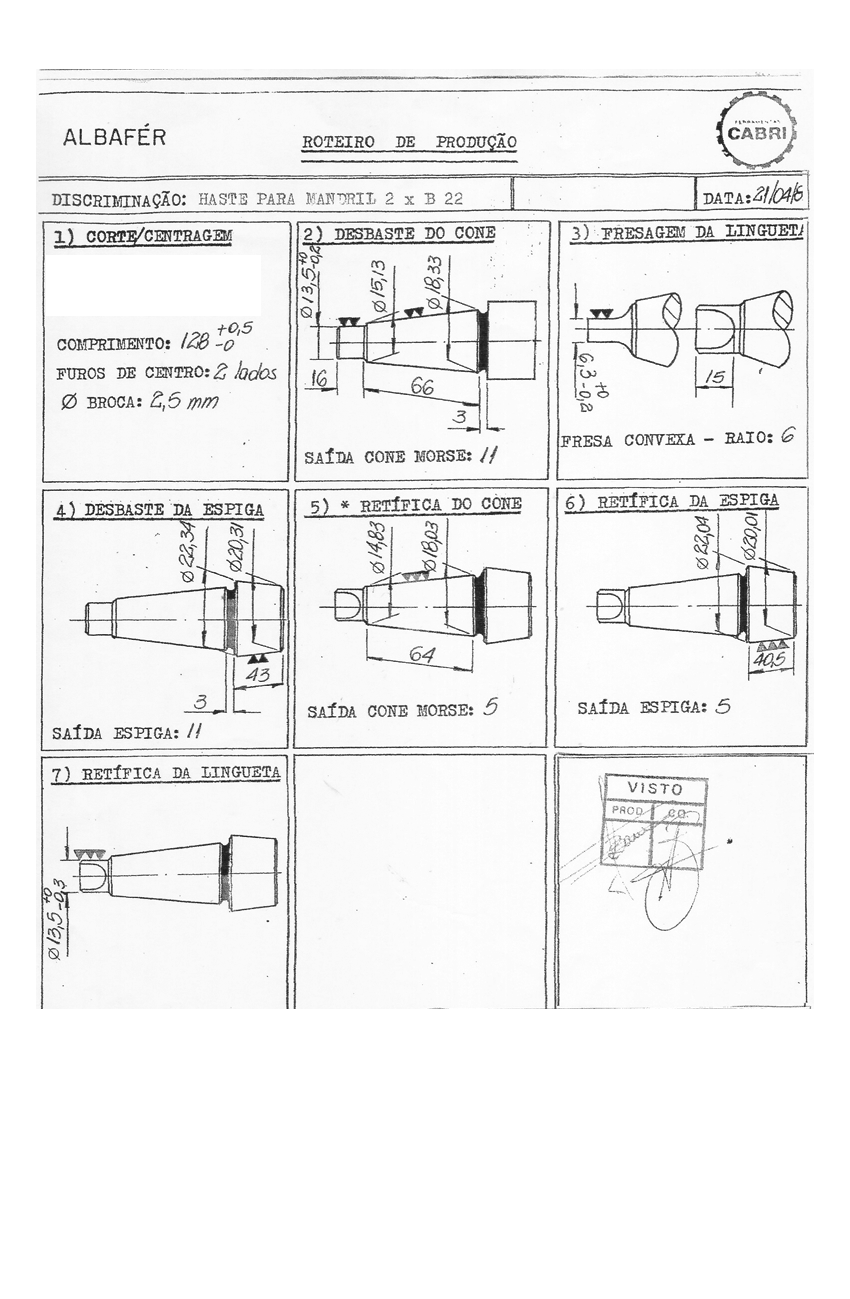 ALBAFÉR
ROTEIRO DE PRODUÇÃO
FERRAMENTAS
CABRI
DISCRIMINAÇÃO: HASTE PARA MANDRIL 2 x B 22
DATA: 21/04/8
1) CORTE/CENTRAGEM
COMPRIMENTO: 128 +0,5 -0
FUROS DE CENTRO: 2 lados
Ø BROCA: 2,5 mm
2) DESBASTE DO CONE
Ø13,5 +0 -0,2
Ø15,13
Ø18,33
16
66
3
SAÍDA CONE MORSE: 11
3) FRESAGEM DA LINGUETA
6,3 +0 -0,2
15
FRESA CONVEXA - RAIO: 6
4) DESBASTE DA ESPIGA
Ø22,34
Ø20,31
43
3
SAÍDA ESPIGA: 11
5) * RETÍFICA DO CONE
Ø14,83
Ø18,03
64
SAÍDA CONE MORSE: 5
6) RETÍFICA DA ESPIGA
Ø22,04
Ø20,01
40,5
SAÍDA ESPIGA: 5
7) RETÍFICA DA LINGUETA
Ø13,5 +0 -0,3
VISTO
PROD CQ.